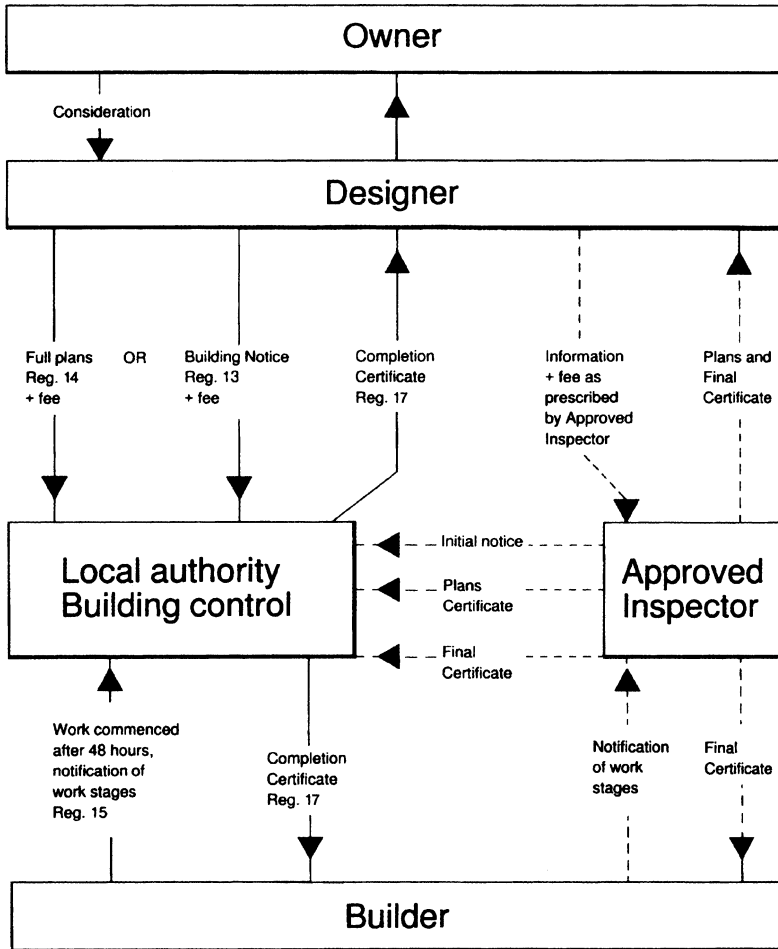 Owner
Consideration
Designer
Full plans
Reg. 14
+ fee
OR
Building Notice
Reg. 13
+ fee
Completion
Certificate
Reg. 17
Information
+ fee as
prescribed
by Approved
Inspector
Plans and
Final
Certificate
Local authority
Building control
Initial notice
Plans
Certificate
Final
Certificate
Approved
Inspector
Work commenced
after 48 hours,
notification of
work stages
Reg. 15
Completion
Certificate
Reg. 17
Notification
of work
stages
Final
Certificate
Builder